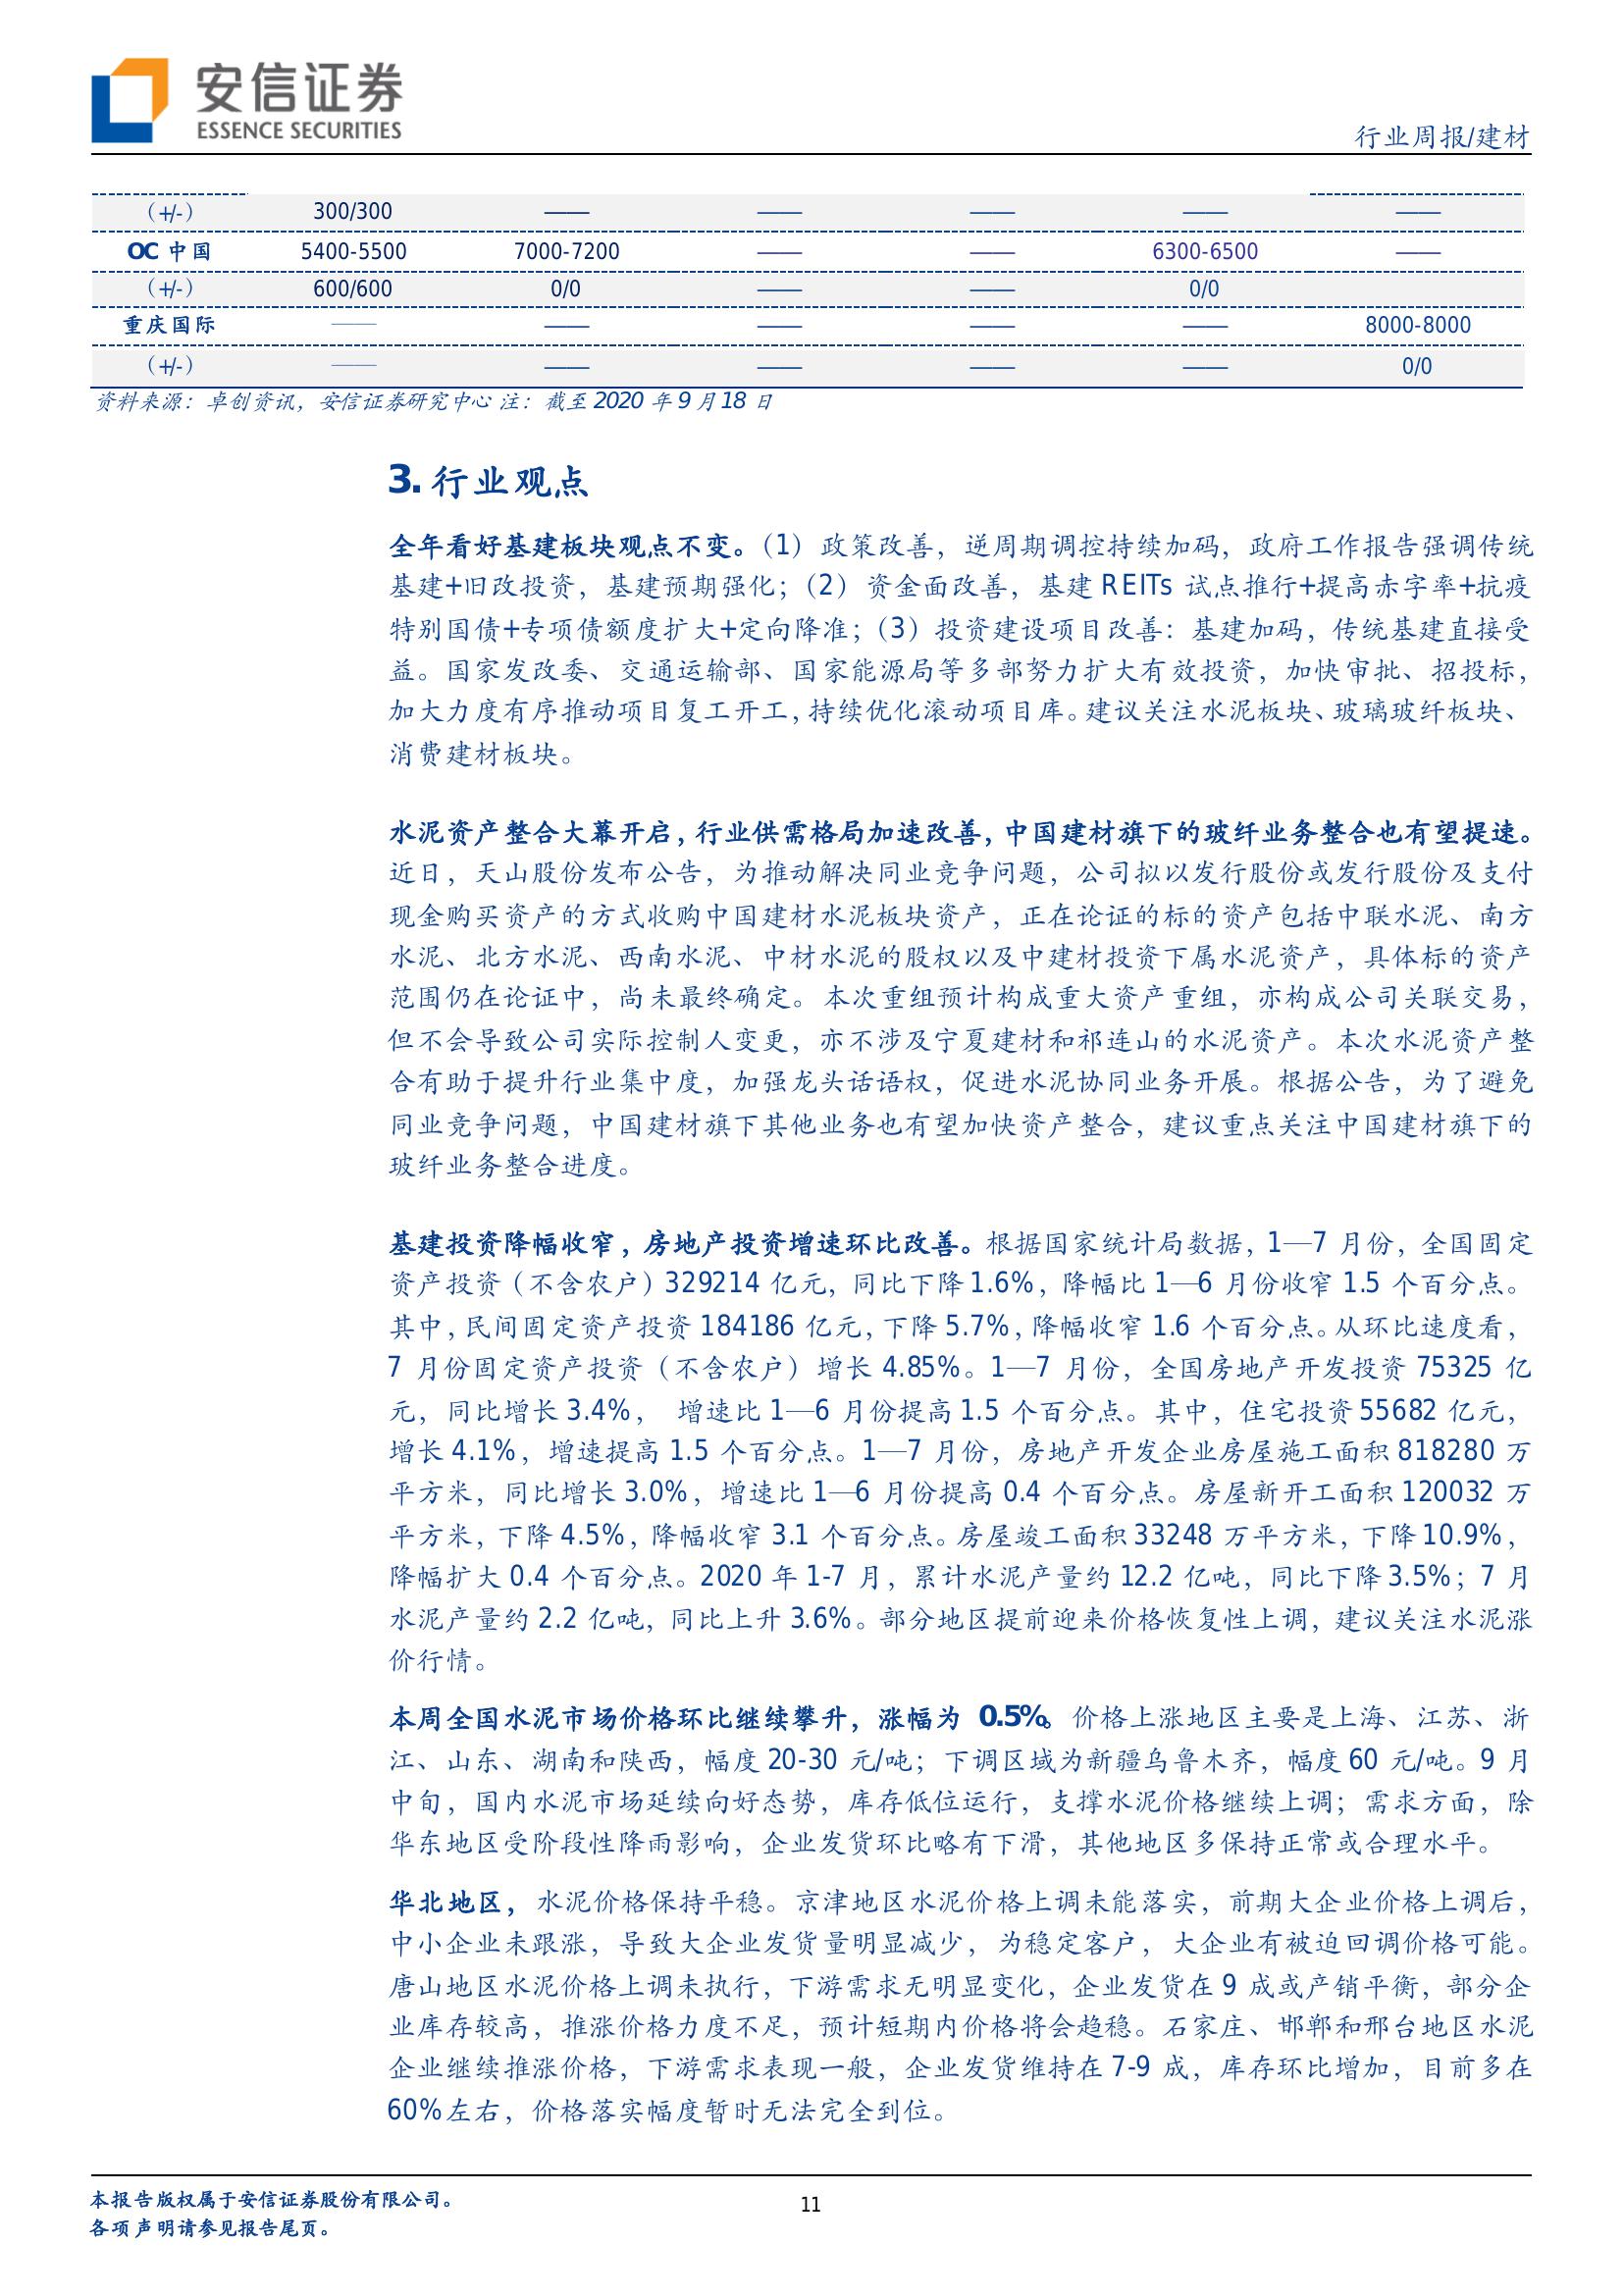 安信证券
ESSENCE SECURITIES
行业周报/建材
（+/-） 300/300 —— —— —— —— ——
OC 中国 5400-5500 7000-7200 —— —— 6300-6500 ——
（+/-） 600/600 0/0 —— —— 0/0
重庆国际 —— —— —— —— —— 8000-8000
（+/-） —— —— —— —— —— 0/0
资料来源：卓创资讯，安信证券研究中心 注：截至 2020 年 9 月 18 日
3. 行业观点
全年看好基建板块观点不变。（1）政策改善，逆周期调控持续加码，政府工作报告强调传统
基建+旧改投资，基建预期强化；（2）资金面改善，基建 REITs 试点推行+提高赤字率+抗疫
特别国债+专项债额度扩大+定向降准；（3）投资建设项目改善：基建加码，传统基建直接受
益。国家发改委、交通运输部、国家能源局等多部努力扩大有效投资，加快审批、招投标，
加大力度有序推动项目复工开工，持续优化滚动项目库。建议关注水泥板块、玻璃玻纤板块、
消费建材板块。
水泥资产整合大幕开启，行业供需格局加速改善，中国建材旗下的玻纤业务整合也有望提速。
近日，天山股份发布公告，为推动解决同业竞争问题，公司拟以发行股份或发行股份及支付
现金购买资产的方式收购中国建材水泥板块资产，正在论证的标的资产包括中联水泥、南方
水泥、北方水泥、西南水泥、中材水泥的股权以及中建材投资下属水泥资产，具体标的资产
范围仍在论证中，尚未最终确定。本次重组预计构成重大资产重组，亦构成公司关联交易，
但不会导致公司实际控制人变更，亦不涉及宁夏建材和祁连山的水泥资产。本次水泥资产整
合有助于提升行业集中度，加强龙头话语权，促进水泥协同业务开展。根据公告，为了避免
同业竞争问题，中国建材旗下其他业务也有望加快资产整合，建议重点关注中国建材旗下的
玻纤业务整合进度。
基建投资降幅收窄，房地产投资增速环比改善。根据国家统计局数据，1—7 月份，全国固定
资产投资（不含农户）329214 亿元，同比下降 1.6%，降幅比 1—6 月份收窄 1.5 个百分点。
其中，民间固定资产投资 184186 亿元，下降 5.7%，降幅收窄 1.6 个百分点。从环比速度看，
7 月份固定资产投资（不含农户）增长 4.85%。1—7 月份，全国房地产开发投资 75325 亿
元，同比增长 3.4%， 增速比 1—6 月份提高 1.5 个百分点。其中，住宅投资 55682 亿元，
增长 4.1%，增速提高 1.5 个百分点。1—7 月份，房地产开发企业房屋施工面积 818280 万
平方米，同比增长 3.0%，增速比 1—6 月份提高 0.4 个百分点。房屋新开工面积 120032 万
平方米，下降 4.5%，降幅收窄 3.1 个百分点。房屋竣工面积 33248 万平方米，下降 10.9%，
降幅扩大 0.4 个百分点。2020 年 1-7 月，累计水泥产量约 12.2 亿吨，同比下降 3.5%；7 月
水泥产量约 2.2 亿吨，同比上升 3.6%。部分地区提前迎来价格恢复性上调，建议关注水泥涨
价行情。
本周全国水泥市场价格环比继续攀升，涨幅为 0.5%。价格上涨地区主要是上海、江苏、浙
江、山东、湖南和陕西，幅度 20-30 元/吨；下调区域为新疆乌鲁木齐，幅度 60 元/吨。9 月
中旬，国内水泥市场延续向好态势，库存低位运行，支撑水泥价格继续上调；需求方面，除
华东地区受阶段性降雨影响，企业发货环比略有下滑，其他地区多保持正常或合理水平。
华北地区，水泥价格保持平稳。京津地区水泥价格上调未能落实，前期大企业价格上调后，
中小企业未跟涨，导致大企业发货量明显减少，为稳定客户，大企业有被迫回调价格可能。
唐山地区水泥价格上调未执行，下游需求无明显变化，企业发货在 9 成或产销平衡，部分企
业库存较高，推涨价格力度不足，预计短期内价格将会趋稳。石家庄、邯郸和邢台地区水泥
企业继续推涨价格，下游需求表现一般，企业发货维持在 7-9 成，库存环比增加，目前多在
60%左右，价格落实幅度暂时无法完全到位。
本报告版权属于安信证券股份有限公司。
各项声明请参见报告尾页。
11